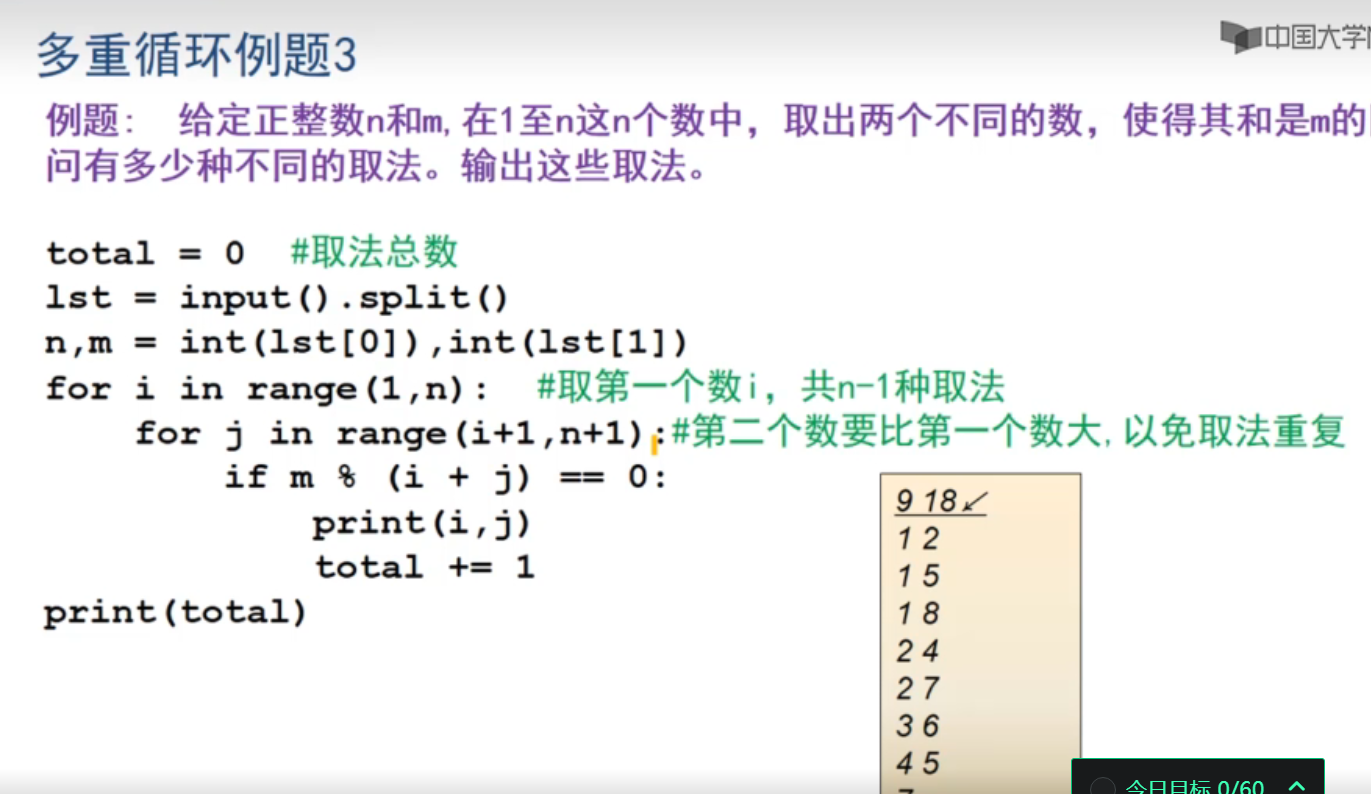 多重循环例题3
中国大学
例题: 给定正整数n和m,在1至n这n个数中，取出两个不同的数，使得其和是m的
问有多少种不同的取法。输出这些取法。
total = 0 #取法总数
lst = input().split()
n,m = int(lst[0]),int(lst[1])
for i in range(1,n): #取第一个数i，共n-1种取法
for j in range(i+1,n+1):#第二个数要比第一个数大,以免取法重复
if m % (i + j) == 0:
print(i,j)
total += 1
print(total)
9 18↙
1 2
1 5
1 8
2 4
2 7
3 6
4 5
今日目标 0/60